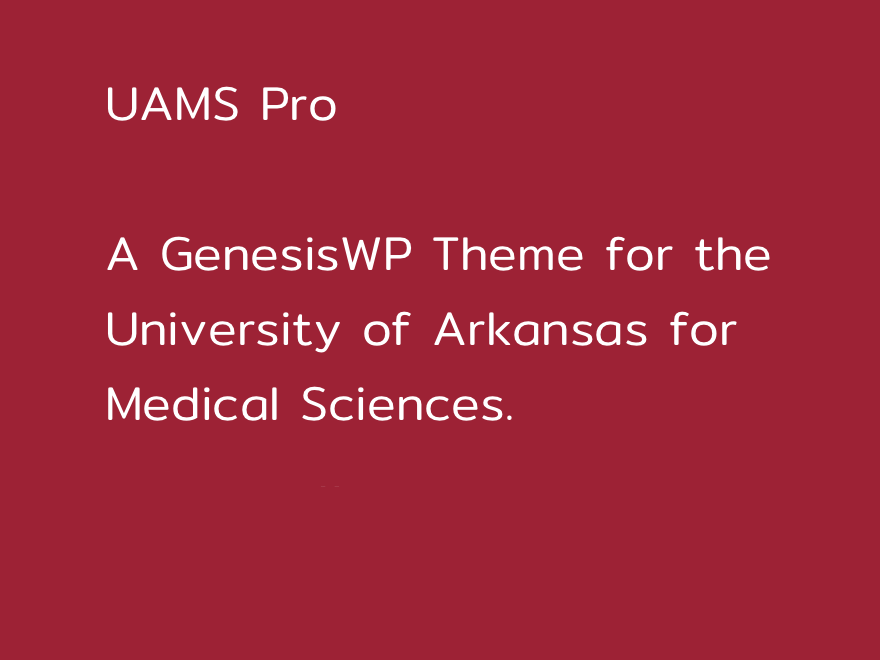 UAMS Pro
A GenesisWP Theme for the
University of Arkansas for
Medical Sciences.